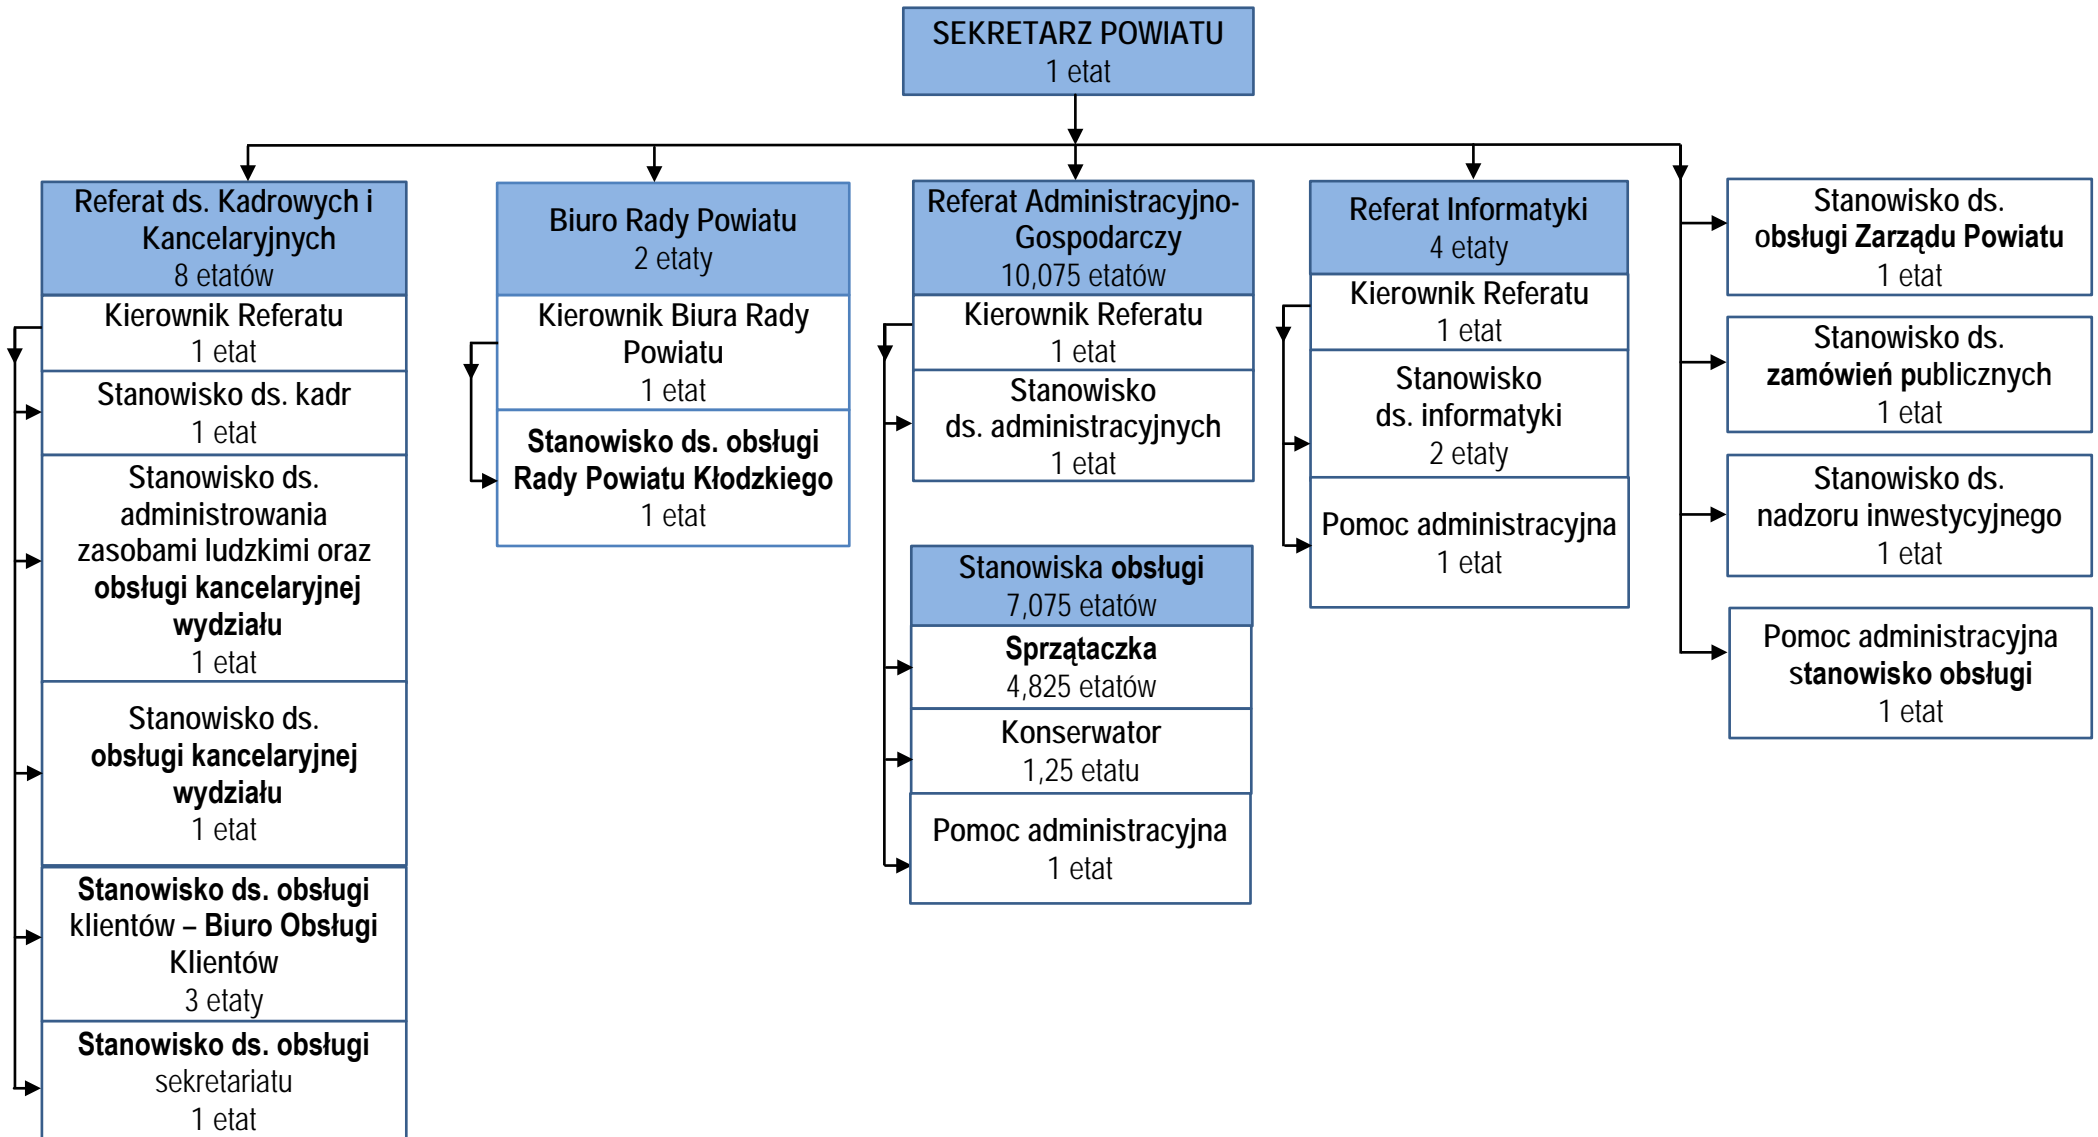 SEKRETARZ POWIATU
1 etat
Referat ds. Kadrowych i
Kancelaryjnych
8 etatów
Kierownik Referatu
1 etat
Stanowisko ds. kadr
1 etat
Stanowisko ds.
administrowania
zasobami ludzkimi oraz
obsługi kancelaryjnej
wydziału
1 etat
Stanowisko ds.
obsługi kancelaryjnej
wydziału
1 etat
Stanowisko ds. obsługi
klientów – Biuro Obsługi
Klientów
3 etaty
Stanowisko ds. obsługi
sekretariatu
1 etat
Biuro Rady Powiatu
2 etaty
Kierownik Biura Rady
Powiatu
1 etat
Stanowisko ds. obsługi
Rady Powiatu Kłodzkiego
1 etat
Referat Administracyjno-
Gospodarczy
10,075 etatów
Kierownik Referatu
1 etat
Stanowisko
ds. administracyjnych
1 etat
Stanowiska obsługi
7,075 etatów
Sprzątaczka
4,825 etatów
Konserwator
1,25 etatu
Pomoc administracyjna
1 etat
Referat Informatyki
4 etaty
Kierownik Referatu
1 etat
Stanowisko
ds. informatyki
2 etaty
Pomoc administracyjna
1 etat
Stanowisko ds.
obsługi Zarządu Powiatu
1 etat
Stanowisko ds.
zamówień publicznych
1 etat
Stanowisko ds.
nadzoru inwestycyjnego
1 etat
Pomoc administracyjna
stanowisko obsługi
1 etat